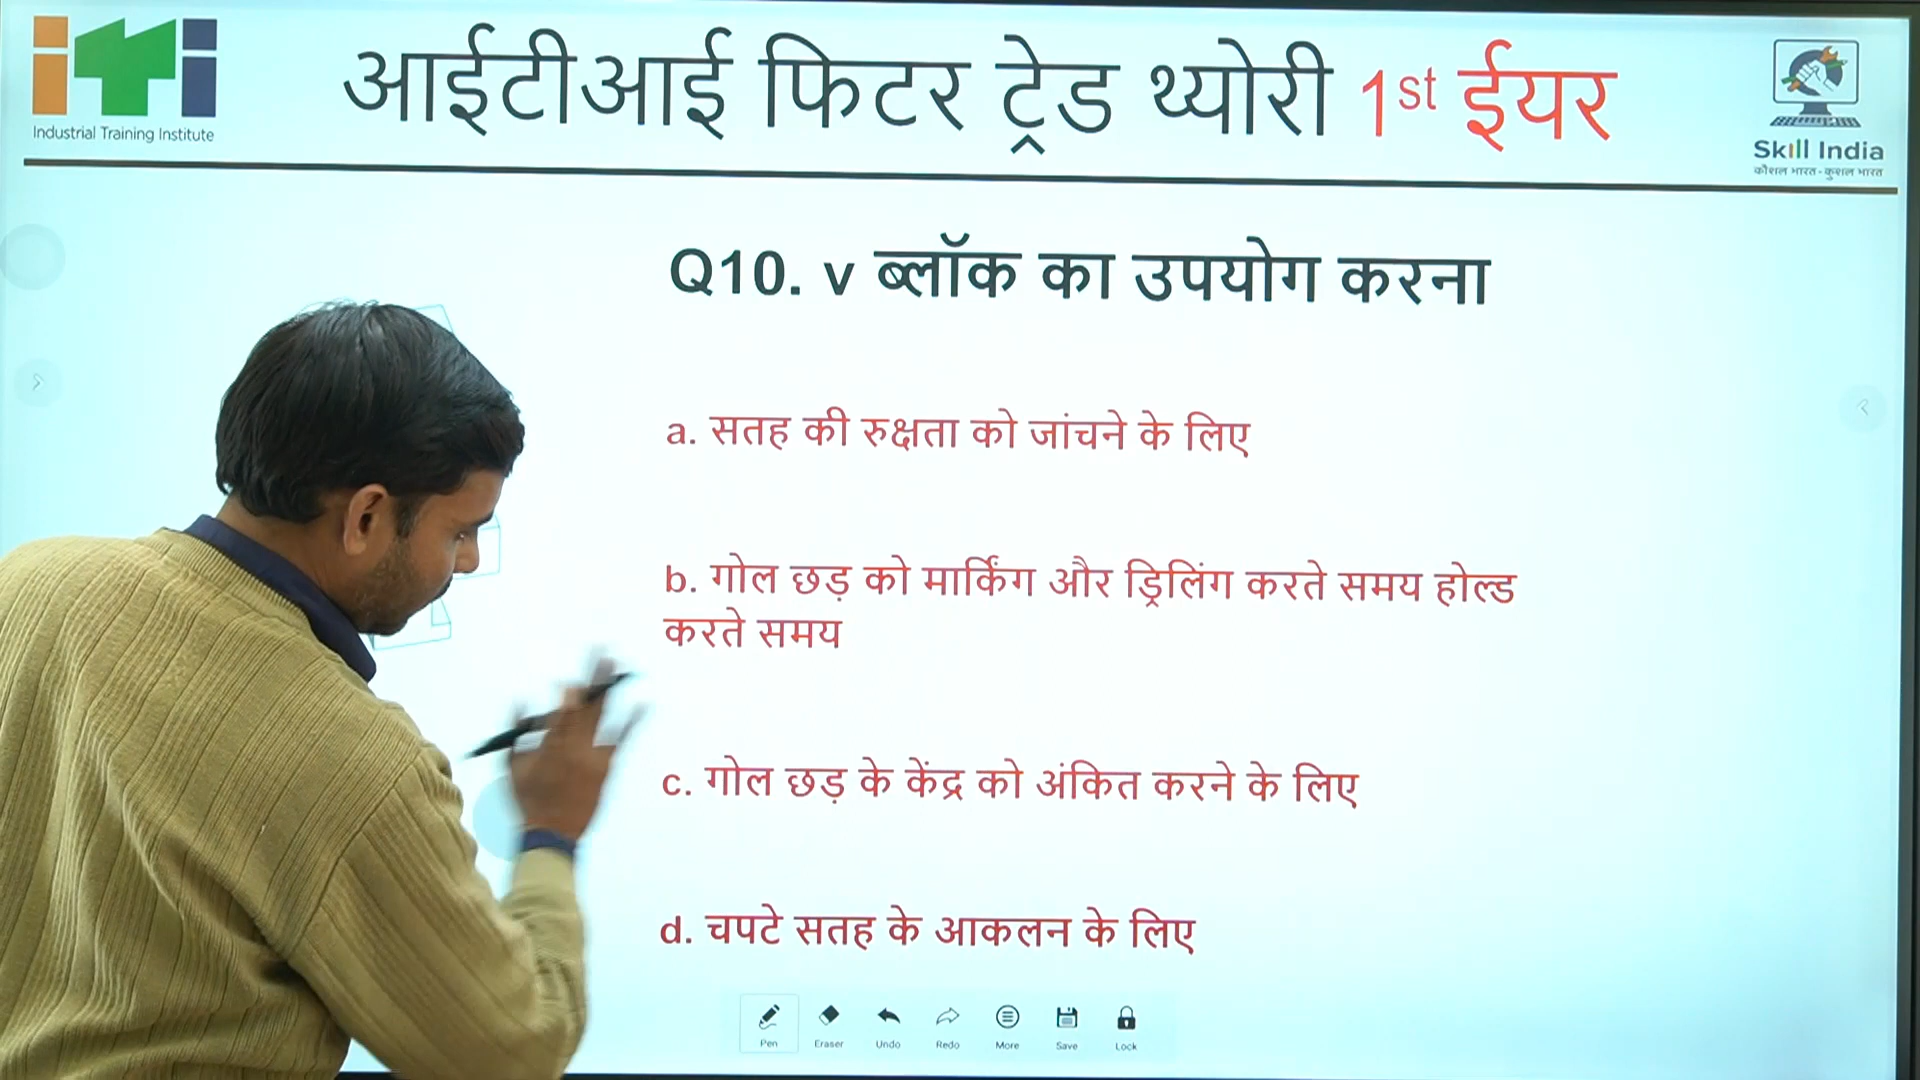 आईटीआई फिटर ट्रेड थ्योरी 1st ईयर
Industrial Training Institute
Skill India
कौशल भारत - कुशल भारत
Q10. v ब्लॉक का उपयोग करना
a. सतह की रुक्षता को जांचने के लिए
b. गोल छड़ को मार्किंग और ड्रिलिंग करते समय होल्ड
करते समय
c. गोल छड़ के केंद्र को अंकित करने के लिए
d. चपटे सतह के आकलन के लिए
Pen Eraser Undo Redo More Save Lock